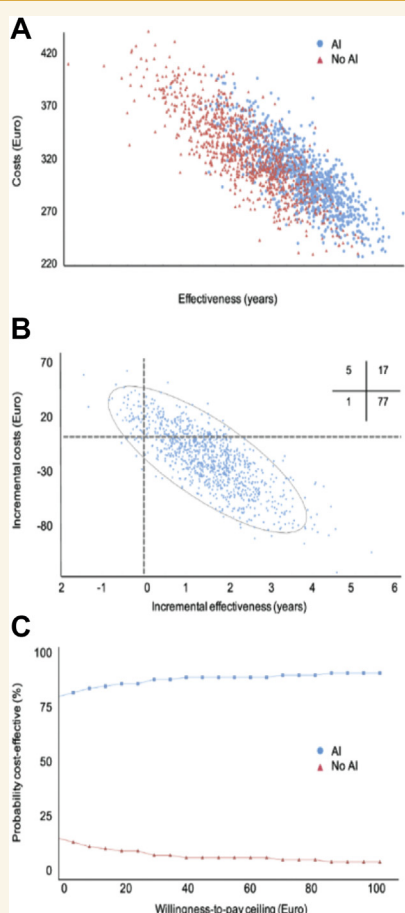 A
420
370
320
270
220
Costs (Euro)
AI
No AI
Effectiveness (years)
B
70
20
-30
-80
Incremental costs (Euro)
5 17
1 77
2 -1 0 1 2 3 4 5 6
Incremental effectiveness (years)
C
100
75
50
25
0
Probability cost-effective (%)
AI
No AI
0 20 40 60 80 100
Willingness-to-pay ceiling (Euro)